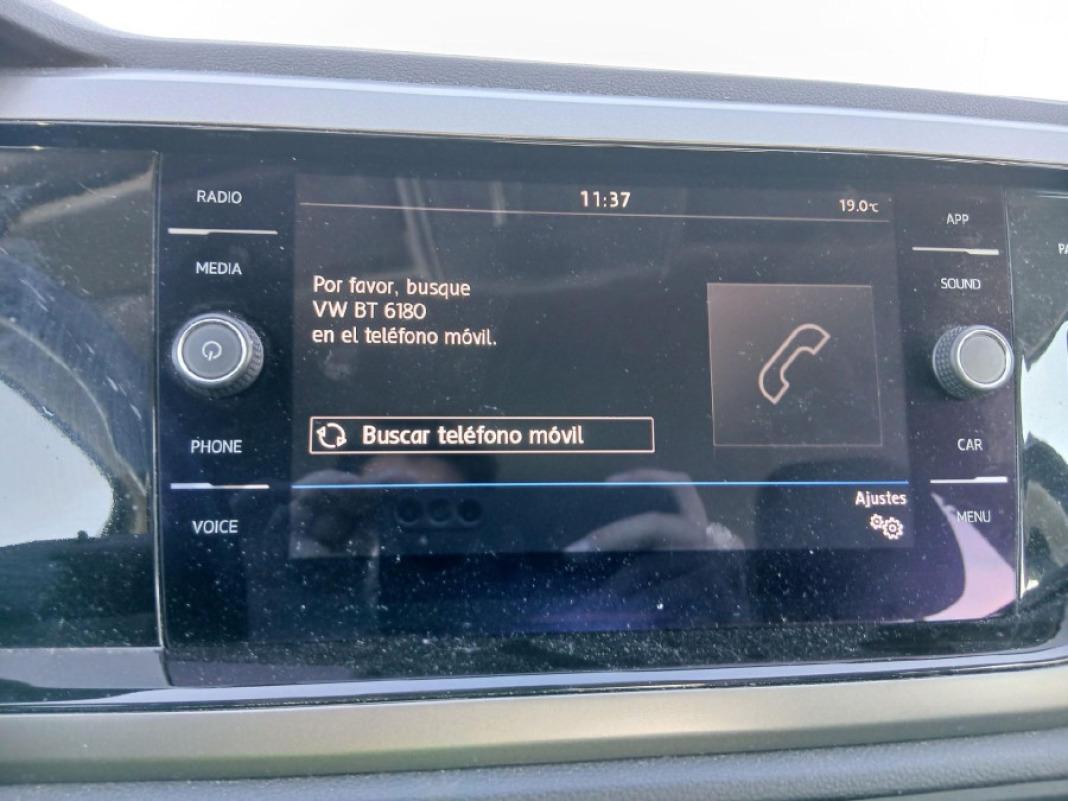 RADIO
MEDIA
PHONE
VOICE
11:37
19.0°C
Por favor, busque
VW BT 6180
en el teléfono móvil.
Buscar teléfono móvil
Ajustes
APP
SOUND
CAR
MENU